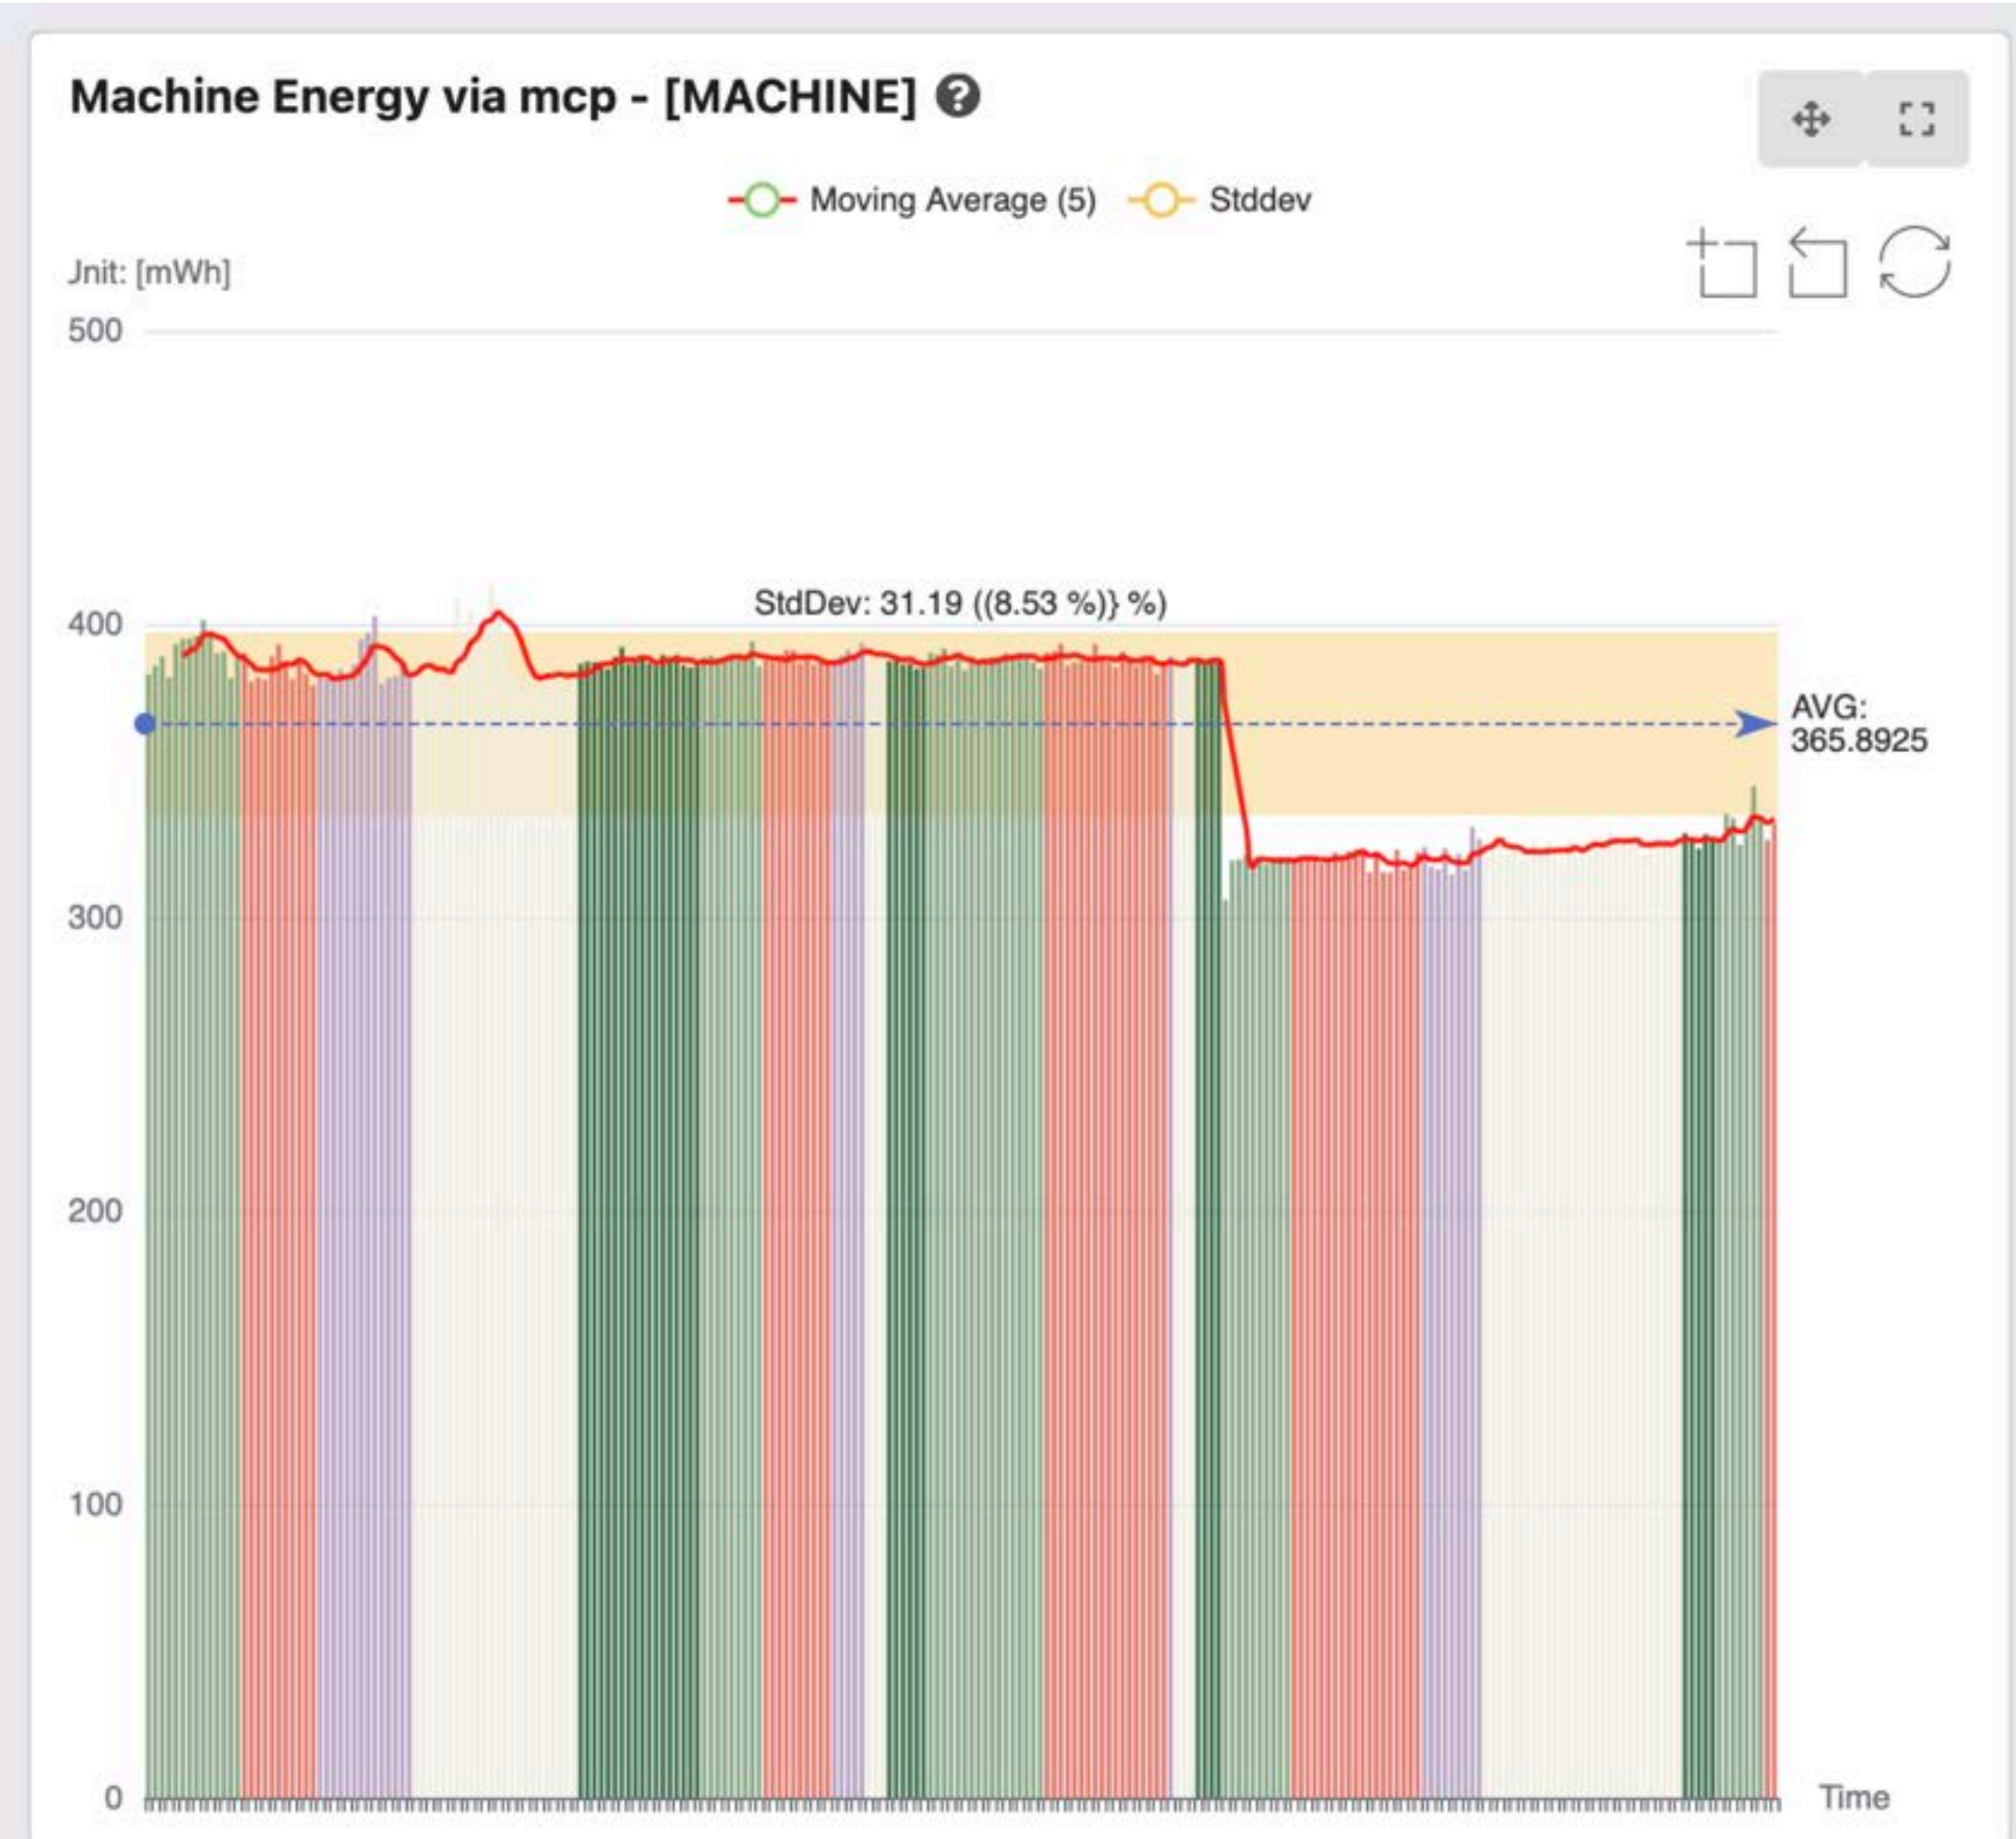 Machine Energy via mcp - [MACHINE] ?
Moving Average (5) Stddev
Jnit: [mWh]
500
StdDev: 31.19 ((8.53 %)} %)
400
AVG:
365.8925
300
200
100
0
Time